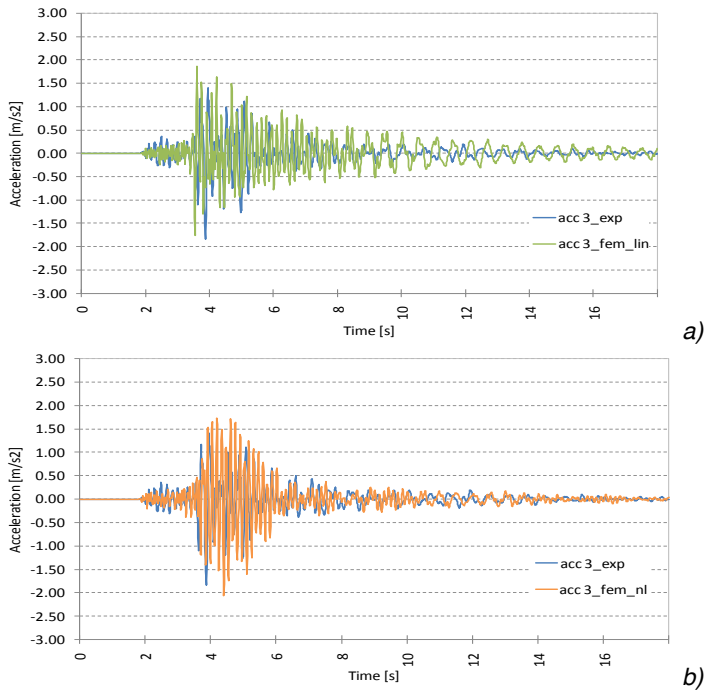 3.00
2.50
2.00
1.50
1.00
0.50
0.00
-0.50
-1.00
-1.50
-2.00
-2.50
-3.00
Acceleration [m/s2]
acc 3_exp
acc 3_fem_lin
0 2 4 6 8 10 12 14 16
Time [s]
a)
3.00
2.50
2.00
1.50
1.00
0.50
0.00
-0.50
-1.00
-1.50
-2.00
-2.50
-3.00
Acceleration [m/s2]
acc 3_exp
acc 3_fem_nl
0 2 4 6 8 10 12 14 16
Time [s]
b)